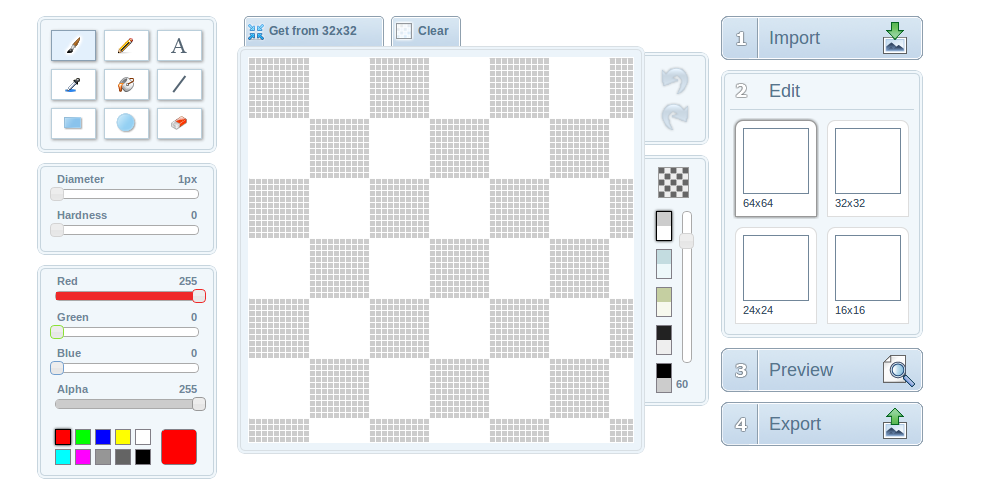 Get from 32x32
Clear
A
Diameter 1px
Hardness 0
Red 255
Green 0
Blue 0
Alpha 255
60
1 Import
2 Edit
64x64
32x32
24x24
16x16
3 Preview
4 Export